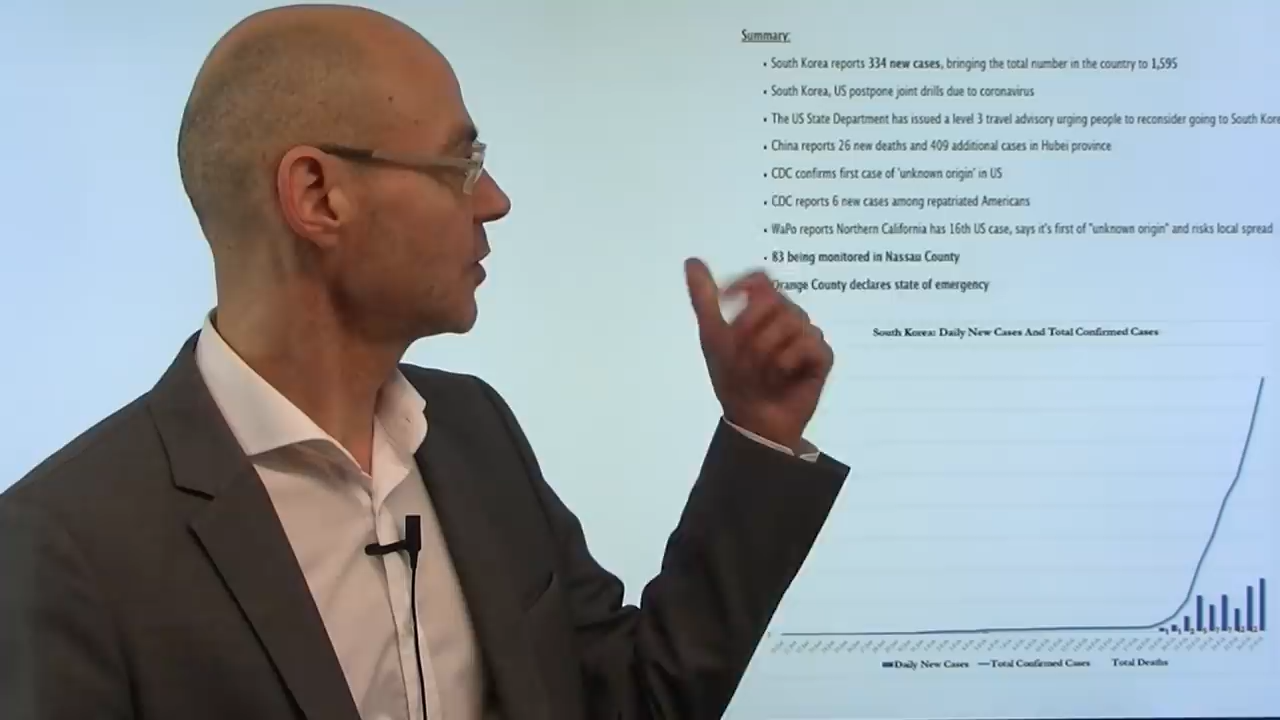 Summary:
• South Korea reports 334 new cases, bringing the total number in the country to 1,595
• South Korea, US postpone joint drills due to coronavirus
• The US State Department has issued a level 3 travel advisory urging people to reconsider going to South Kore
• China reports 26 new deaths and 409 additional cases in Hubei province
• CDC confirms first case of 'unknown origin' in US
• CDC reports 6 new cases among repatriated Americans
• WaPo reports Northern California has 16th US case, says it's first of "unknown origin" and risks local spread
• 83 being monitored in Nassau County
Orange County declares state of emergency
South Korea: Daily New Cases And Total Confirmed Cases
Daily New Cases Total Confirmed Cases Total Deaths